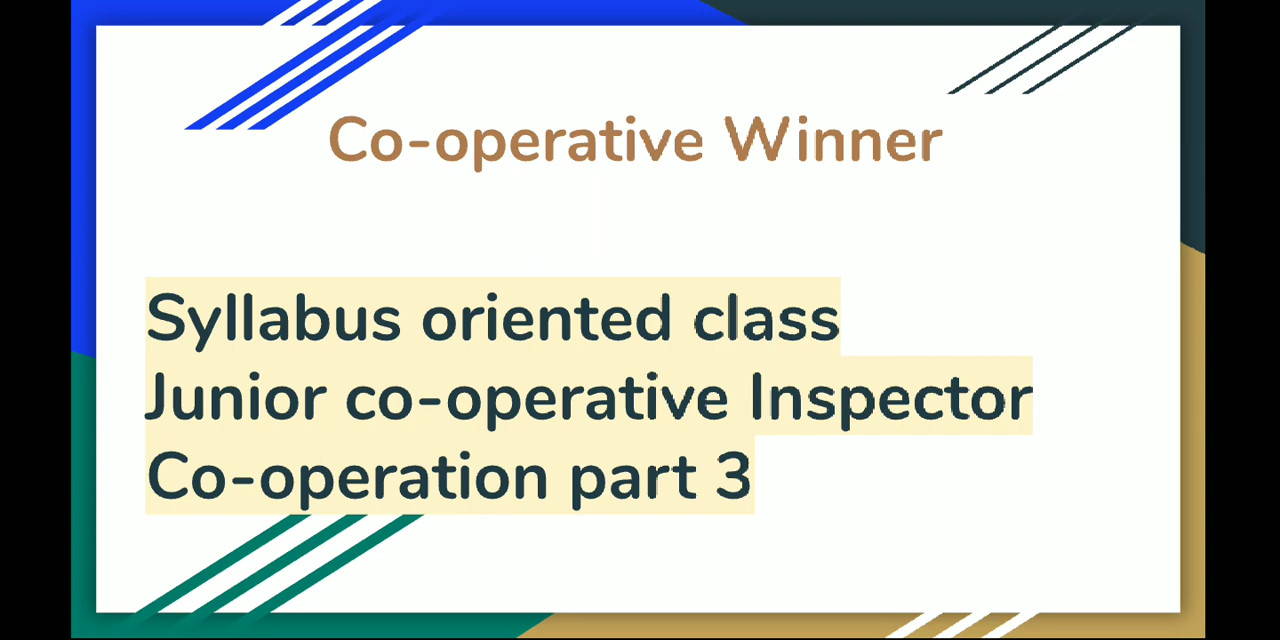 Co-operative Winner
Syllabus oriented class
Junior co-operative Inspector
Co-operation part 3